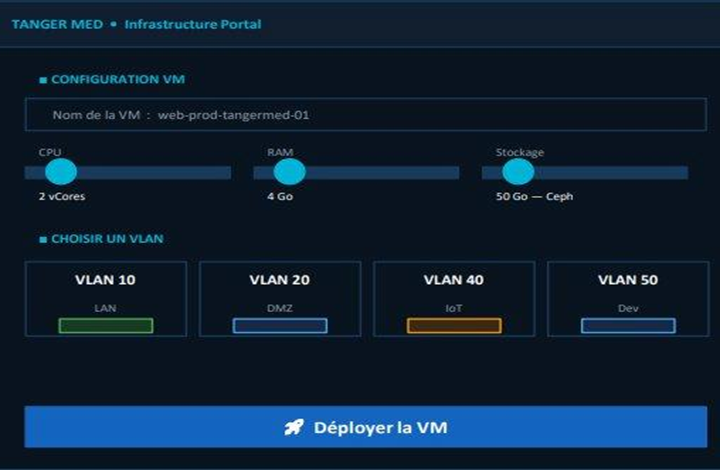 TANGER MED • Infrastructure Portal
■ CONFIGURATION VM
Nom de la VM : web-prod-tangermed-01
CPU RAM Stockage
2 vCores 4 Go 50 Go — Ceph
■ CHOISIR UN VLAN
VLAN 10 VLAN 20 VLAN 40 VLAN 50
LAN DMZ IoT Dev
Déployer la VM